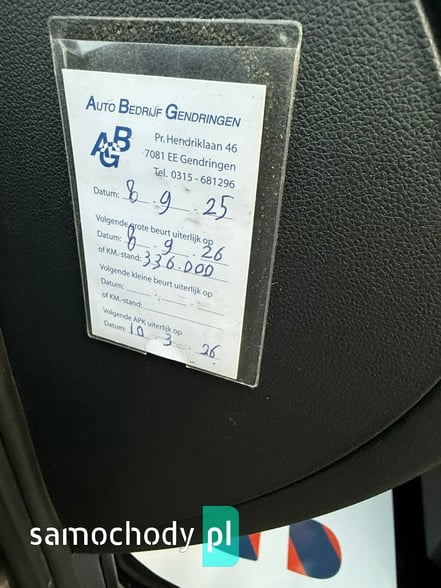 AUTO BEDRIJF GENDRINGEN
ABG
Pr. Hendriklaan 46
7081 EE Gendringen
Tel. 0315 - 681296
Datum: 8 . 9 . 25
Volgende grote beurt uiterlijk op
Datum: 8 . 9 . 26
of KM.-stand: 336.000
Volgende kleine beurt uiterlijk op
Datum:
of KM.-stand:
Volgende APK uiterlijk op
Datum: 10 . 3 . 26
samochody pl